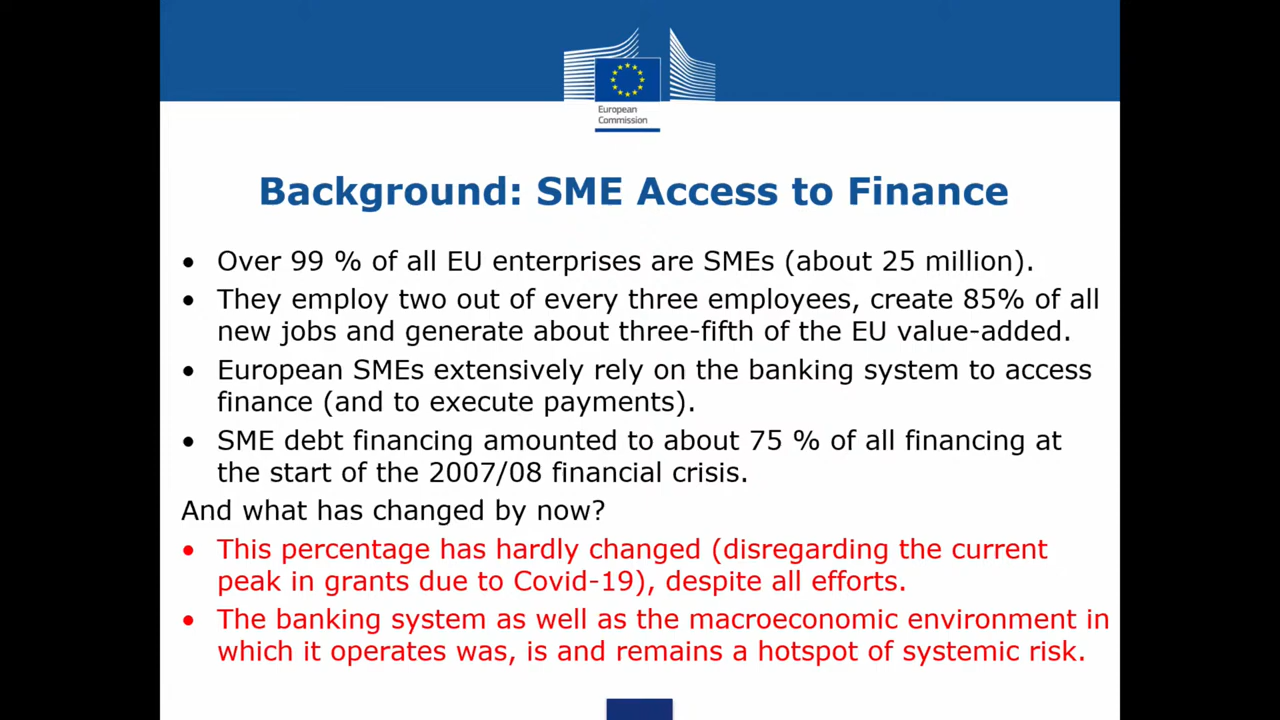 European
Commission
Background: SME Access to Finance
• Over 99 % of all EU enterprises are SMEs (about 25 million).
• They employ two out of every three employees, create 85% of all
new jobs and generate about three-fifth of the EU value-added.
• European SMEs extensively rely on the banking system to access
finance (and to execute payments).
• SME debt financing amounted to about 75 % of all financing at
the start of the 2007/08 financial crisis.
And what has changed by now?
• This percentage has hardly changed (disregarding the current
peak in grants due to Covid-19), despite all efforts.
• The banking system as well as the macroeconomic environment in
which it operates was, is and remains a hotspot of systemic risk.